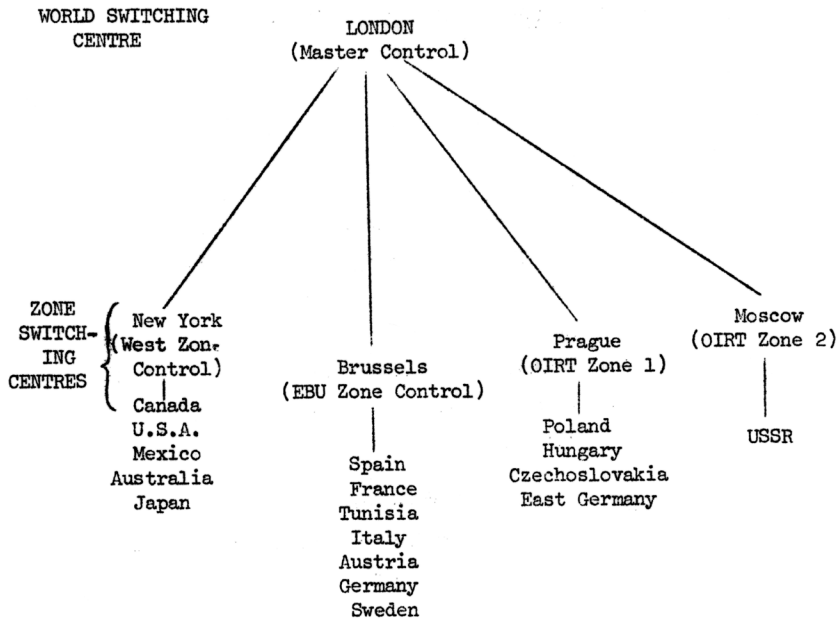 WORLD SWITCHING
CENTRE
LONDON
(Master Control)
ZONE
SWITCH-
ING
CENTRES
New York
(West Zone
Control)
Canada
U.S.A.
Mexico
Australia
Japan
Brussels
(EBU Zone Control)
Spain
France
Tunisia
Italy
Austria
Germany
Sweden
Prague
(OIRT Zone 1)
Poland
Hungary
Czechoslovakia
East Germany
Moscow
(OIRT Zone 2)
USSR